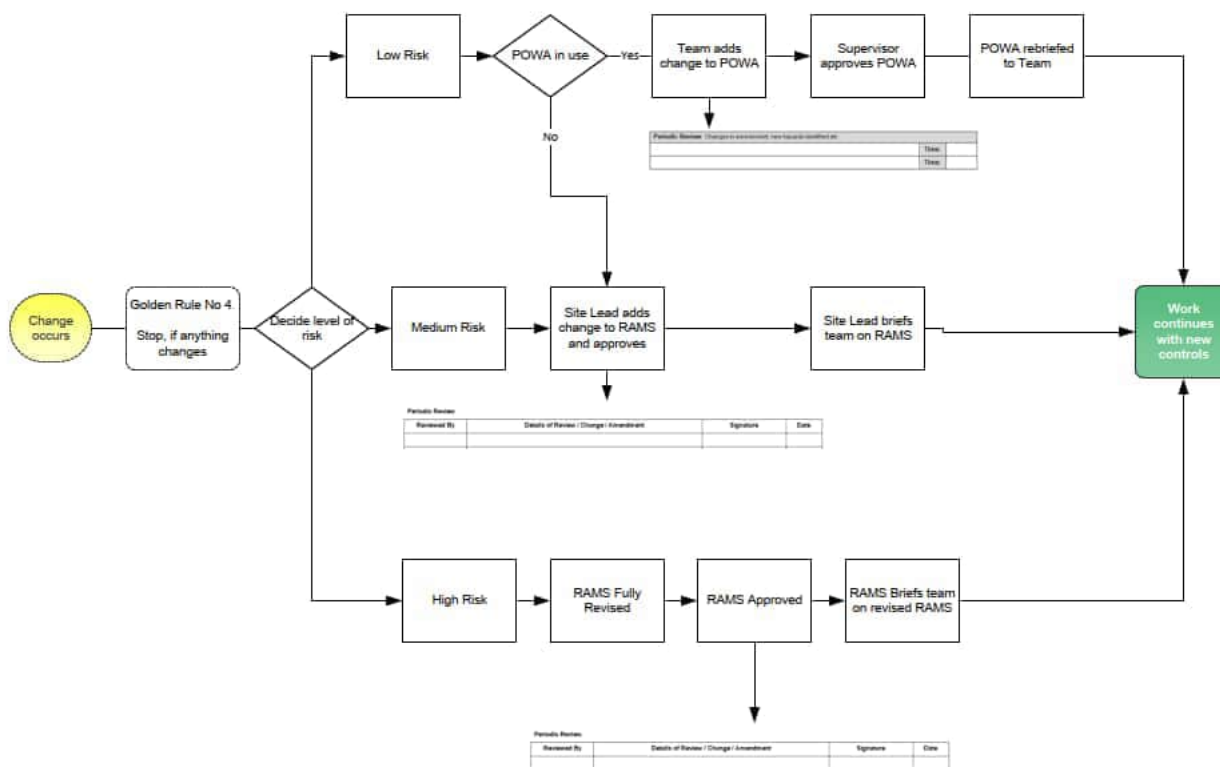 Low Risk
POWA in use
Yes
Team adds
change to POWA
Supervisor
approves POWA
POWA rebriefed
to Team
No
Periodic Review
Time:
Time:
Change
occurs
Golden Rule No 4.
Stop, if anything
changes
Decide level of
risk
Medium Risk
Site Lead adds
change to RAMS
and approves
Site Lead briefs
team on RAMS
Work
continues
with new
controls
Periodic Review
Reviewed By
Details of Review / Change / Amendment
Signature
Date
High Risk
RAMS Fully
Revised
RAMS Approved
RAMS Briefs team
on revised RAMS
Periodic Review
Reviewed By
Details of Review / Change / Amendment
Signature
Date